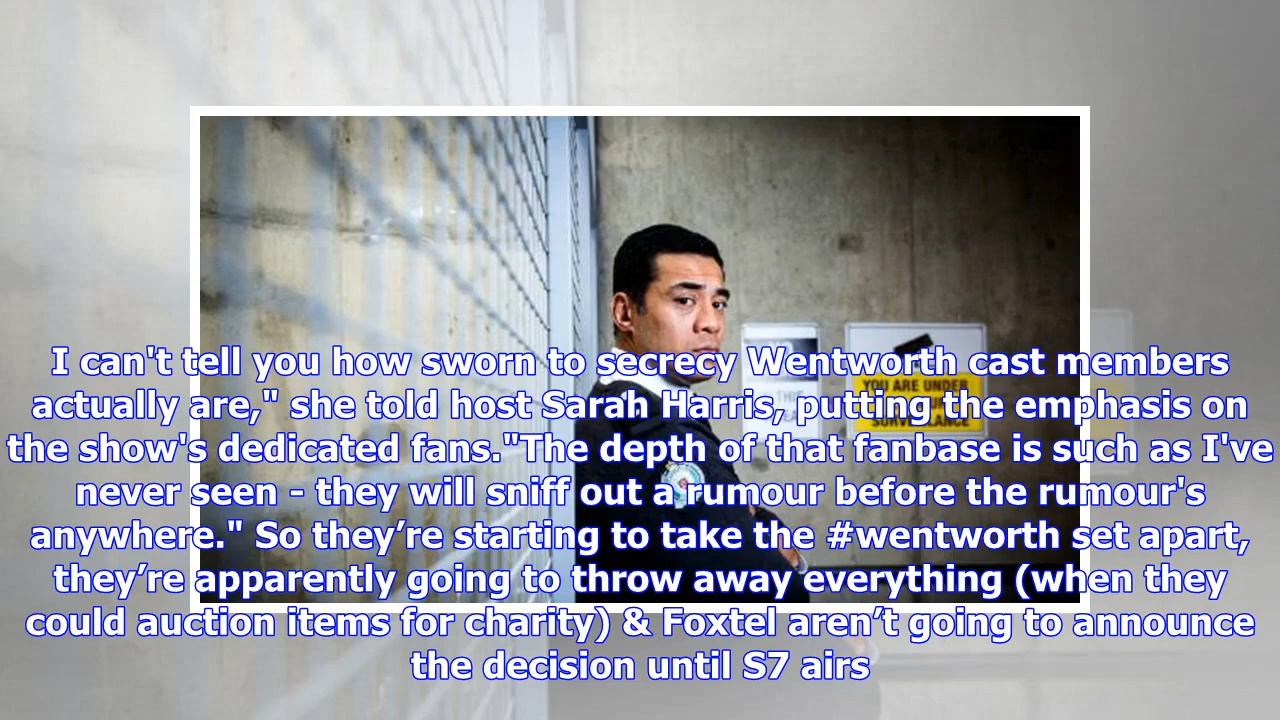 I can't tell you how sworn to secrecy Wentworth cast members
actually are," she told host Sarah Harris, putting the emphasis on
the show's dedicated fans."The depth of that fanbase is such as I've
never seen - they will sniff out a rumour before the rumour's
anywhere." So they’re starting to take the #wentworth set apart,
they’re apparently going to throw away everything (when they
could auction items for charity) & Foxtel aren’t going to announce
the decision until S7 airs
YOU ARE UNDER
SURVEILLANCE